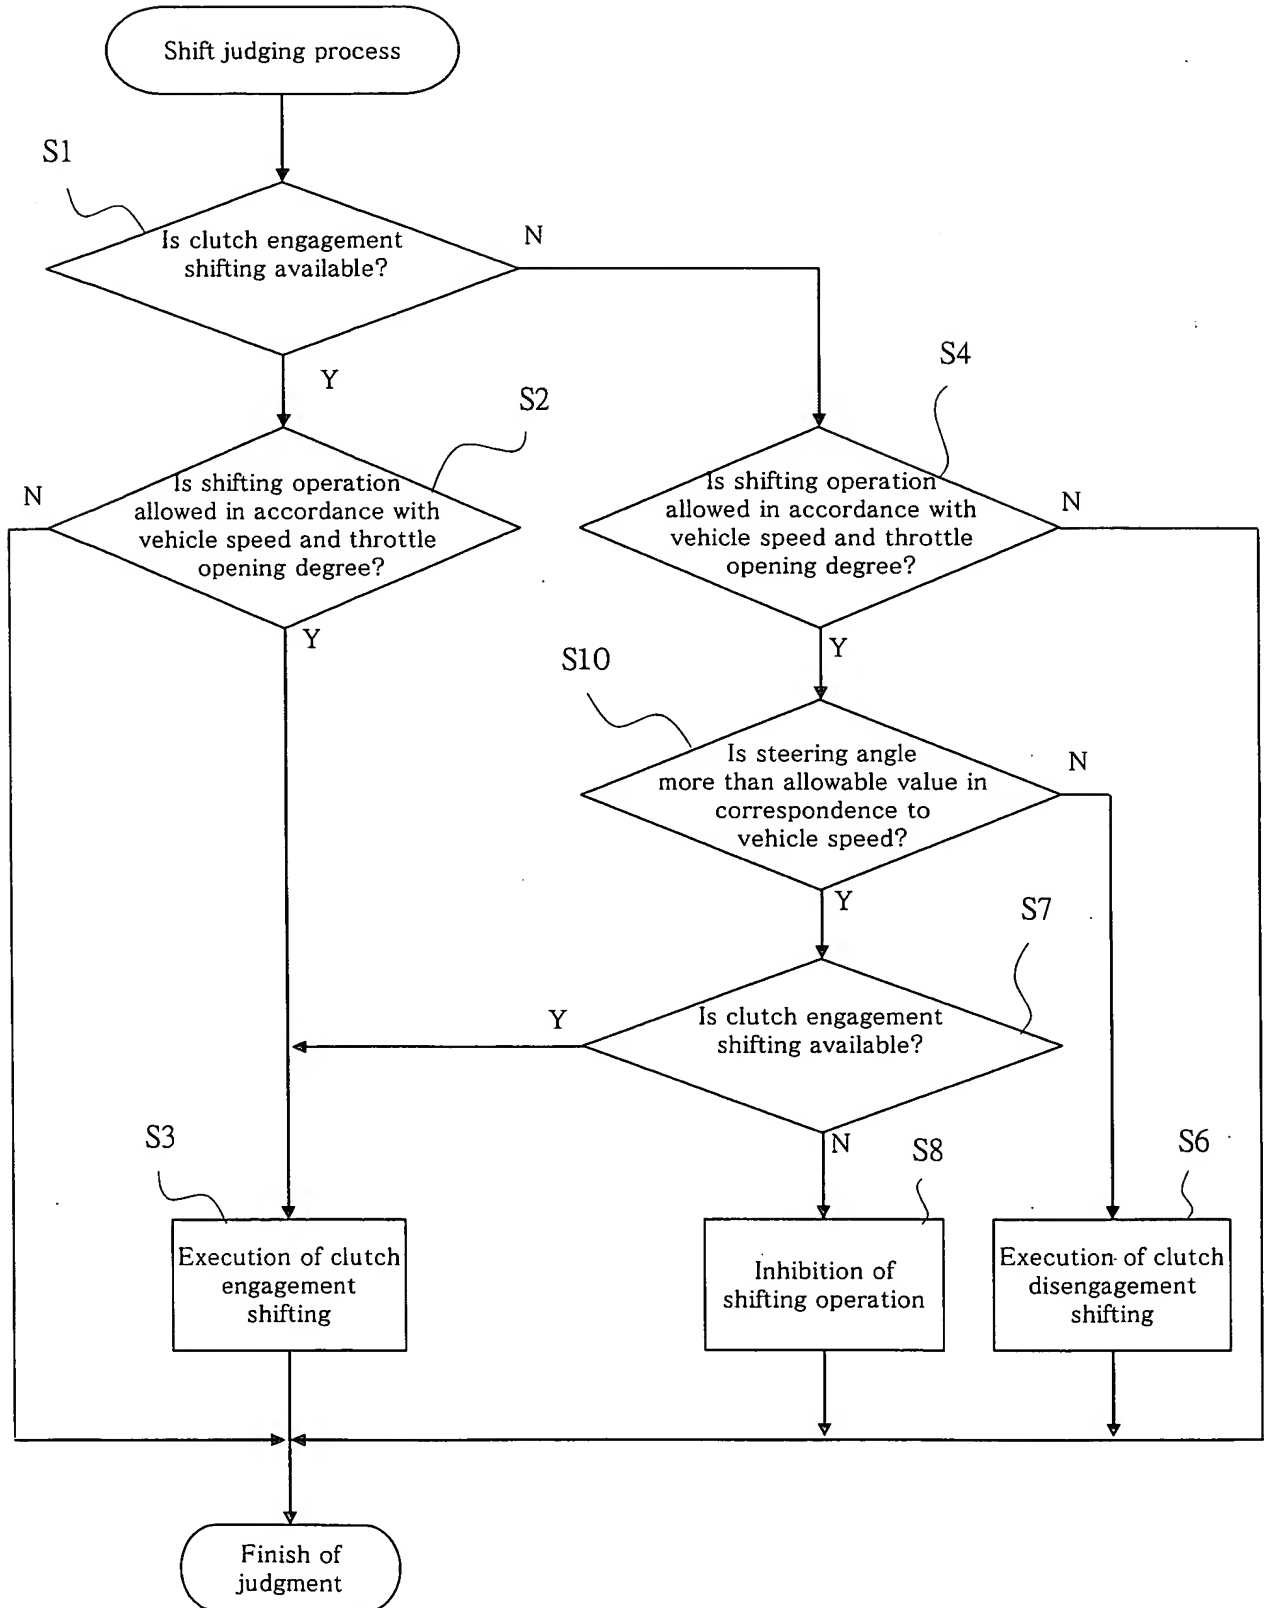 Shift judging process
S1
Is clutch engagement
shifting available?
N
Y
S2
N
Is shifting operation
allowed in accordance with
vehicle speed and throttle
opening degree?
Y
S4
Is shifting operation
allowed in accordance with
vehicle speed and throttle
opening degree?
N
Y
S10
Is steering angle
more than allowable value in
correspondence to
vehicle speed?
N
Y
S7
Is clutch engagement
shifting available?
Y
N
S3
Execution of clutch
engagement
shifting
S8
Inhibition of
shifting operation
S6
Execution of clutch
disengagement
shifting
Finish of
judgment